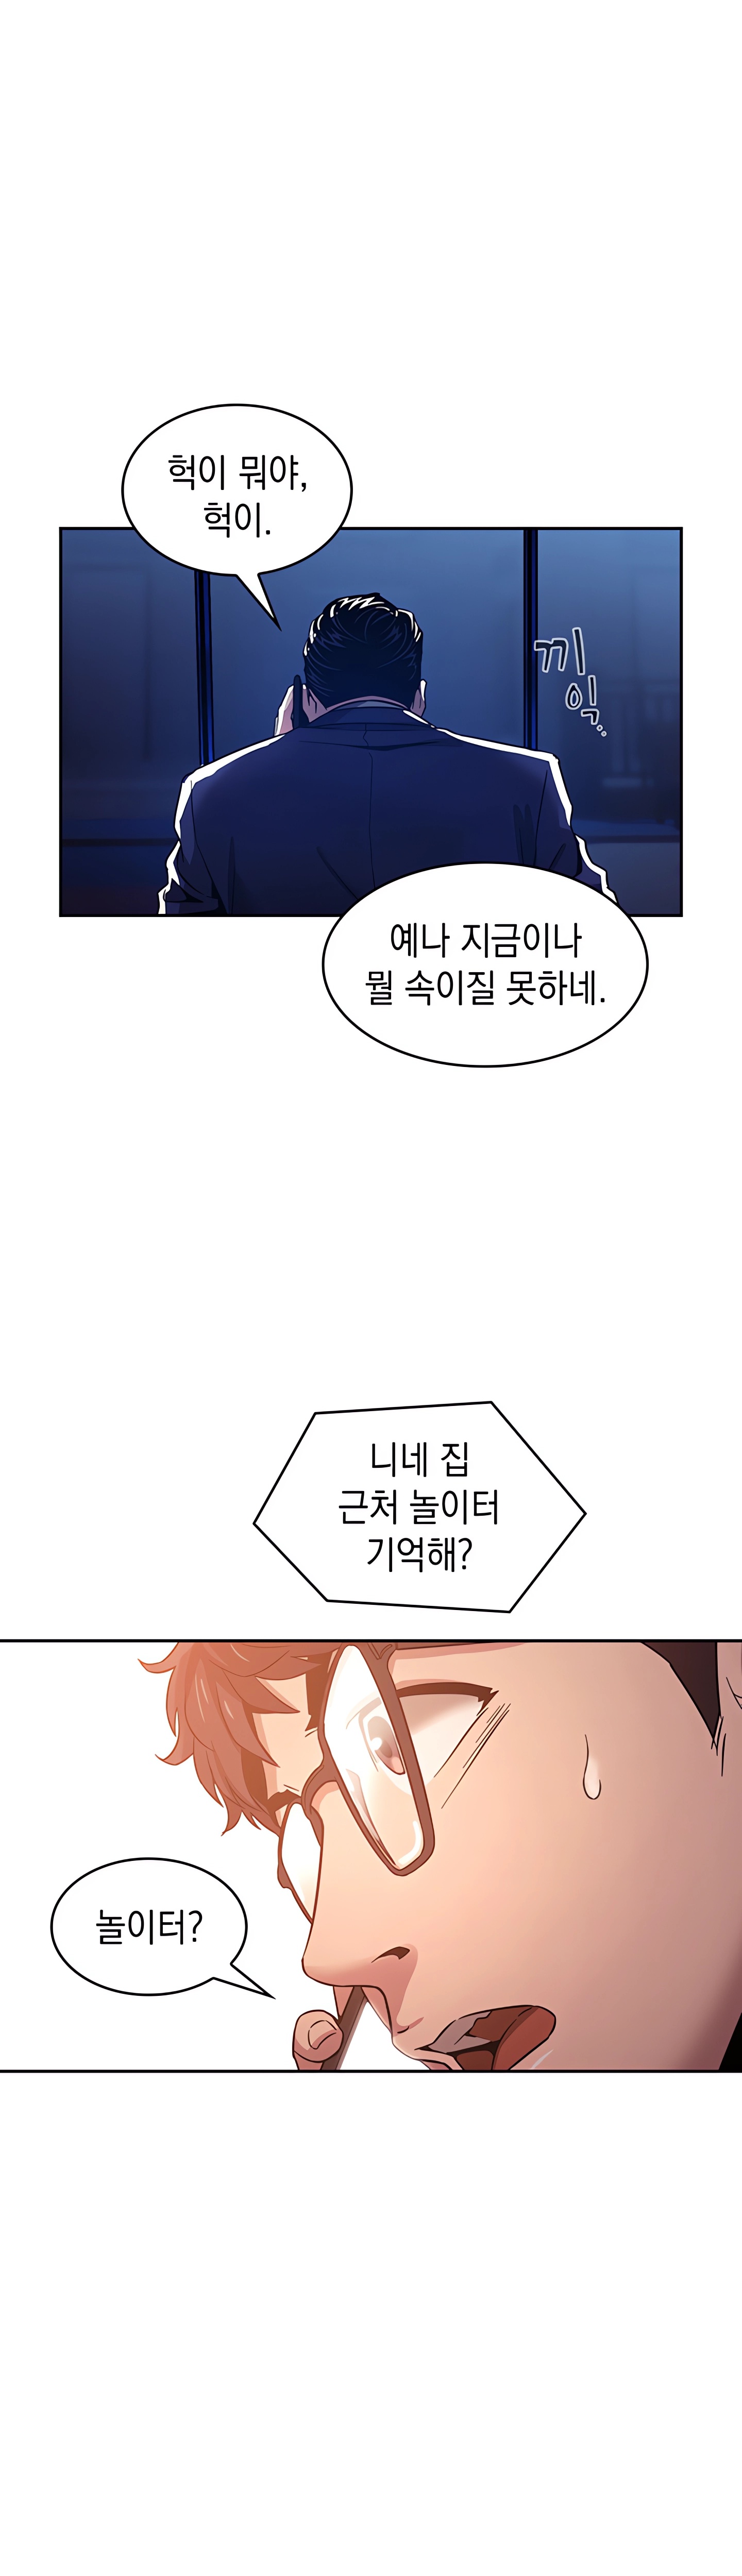 헉이 뭐야,
헉이.
끼
익
예나 지금이나
뭘 속이질 못하네.
니네 집
근처 놀이터
기억해?
놀이터?